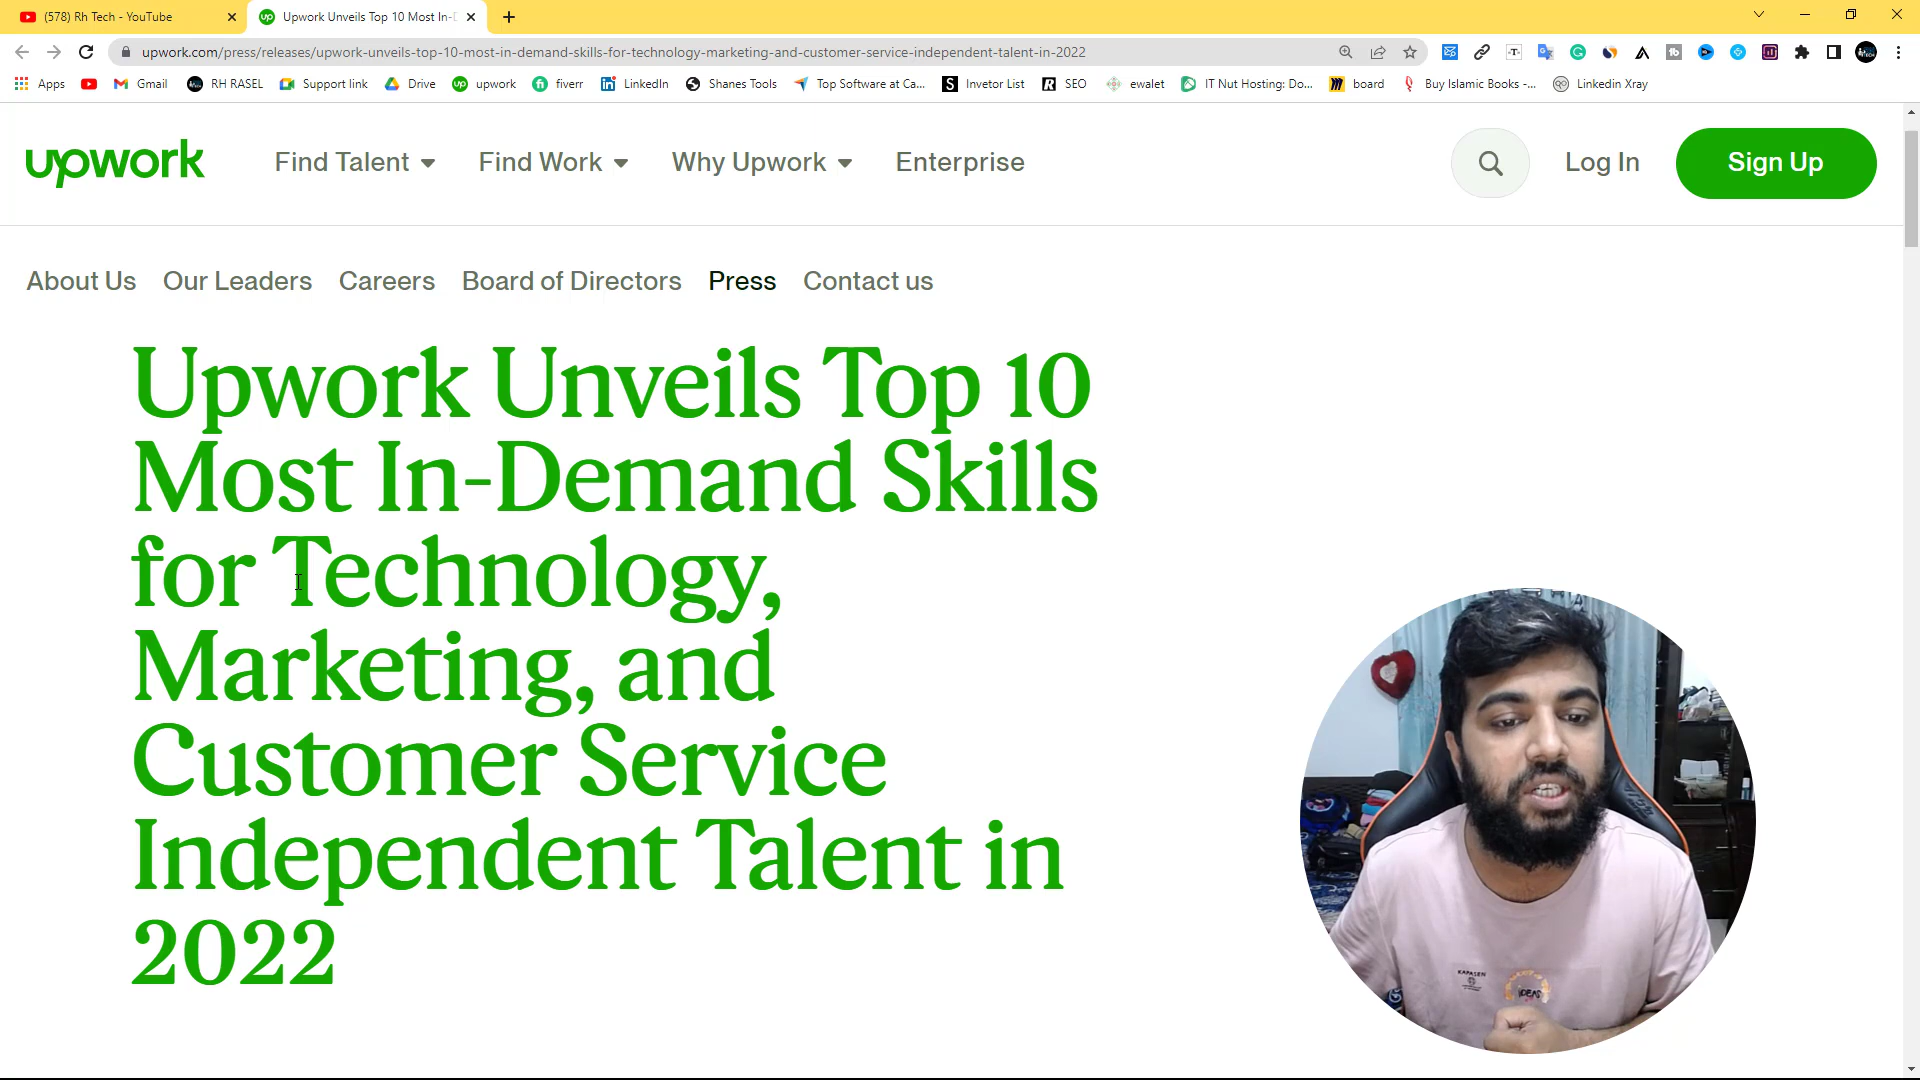 (578) Rh Tech - YouTube
Upwork Unveils Top 10 Most In-D
upwork.com/press/releases/upwork-unveils-top-10-most-in-demand-skills-for-technology-marketing-and-customer-service-independent-talent-in-2022
Apps Gmail RH RASEL Support link Drive upwork fiverr LinkedIn Shanes Tools Top Software at Ca... Invetor List SEO ewalet IT Nut Hosting: Do... board Buy Islamic Books -... Linkedin Xray
upwork Find Talent Find Work Why Upwork Enterprise Log In Sign Up
About Us Our Leaders Careers Board of Directors Press Contact us
Upwork Unveils Top 10
Most In-Demand Skills
for Technology,
Marketing, and
Customer Service
Independent Talent in
2022
KAPASEN
IDEAS